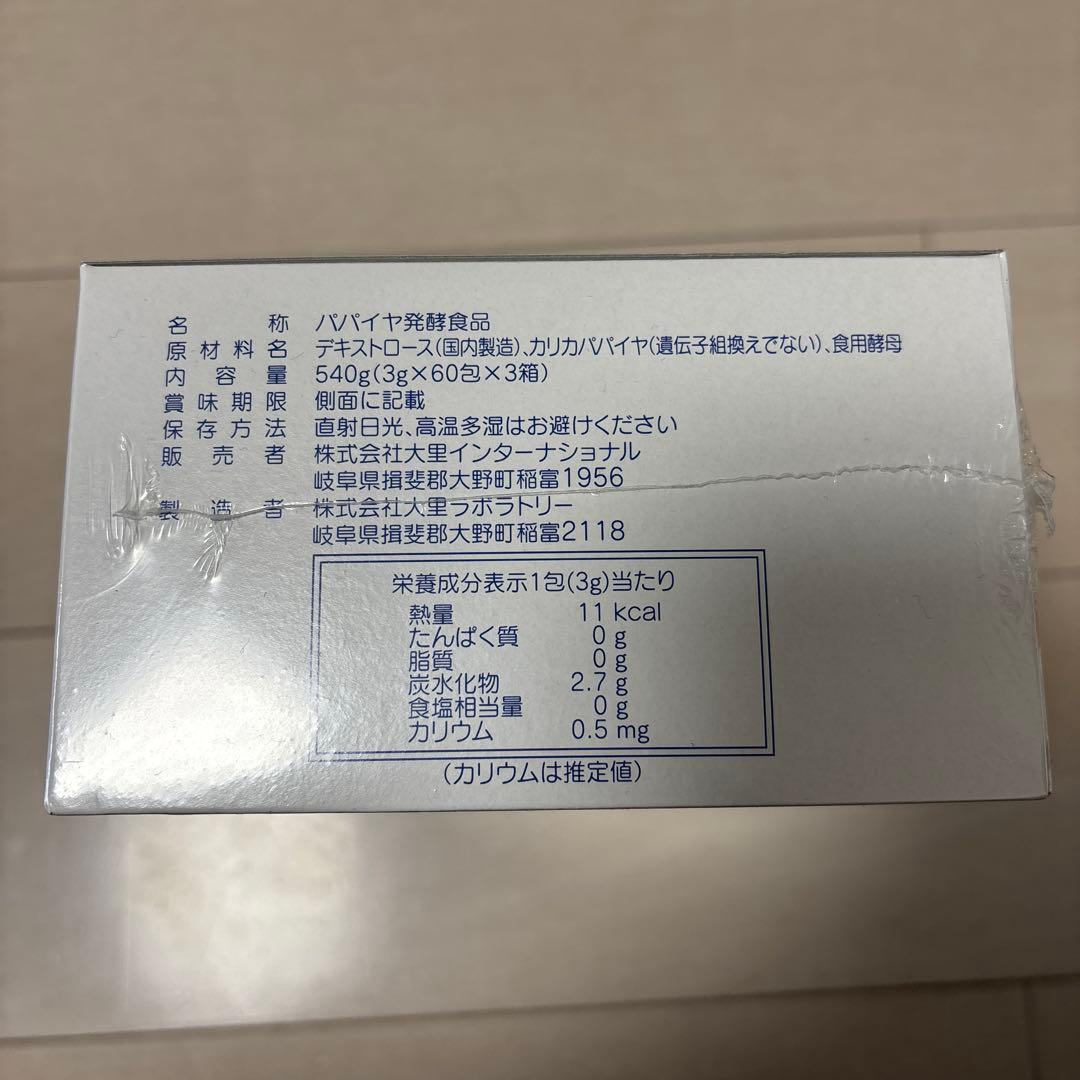 名称 パパイヤ発酵食品
原材料名 デキストロース(国内製造)、カリカパパイヤ(遺伝子組換えでない)、食用酵母
内容量 540g(3g×60包×3箱)
賞味期限 側面に記載
保存方法 直射日光、高温多湿はお避けください
販売者 株式会社大里インターナショナル
岐阜県揖斐郡大野町稲富1956
製造者 株式会社大里ラボラトリー
岐阜県揖斐郡大野町稲富2118
栄養成分表示1包(3g)当たり
熱量 11 kcal
たんぱく質 0 g
脂質 0 g
炭水化物 2.7 g
食塩相当量 0 g
カリウム 0.5 mg
(カリウムは推定値)